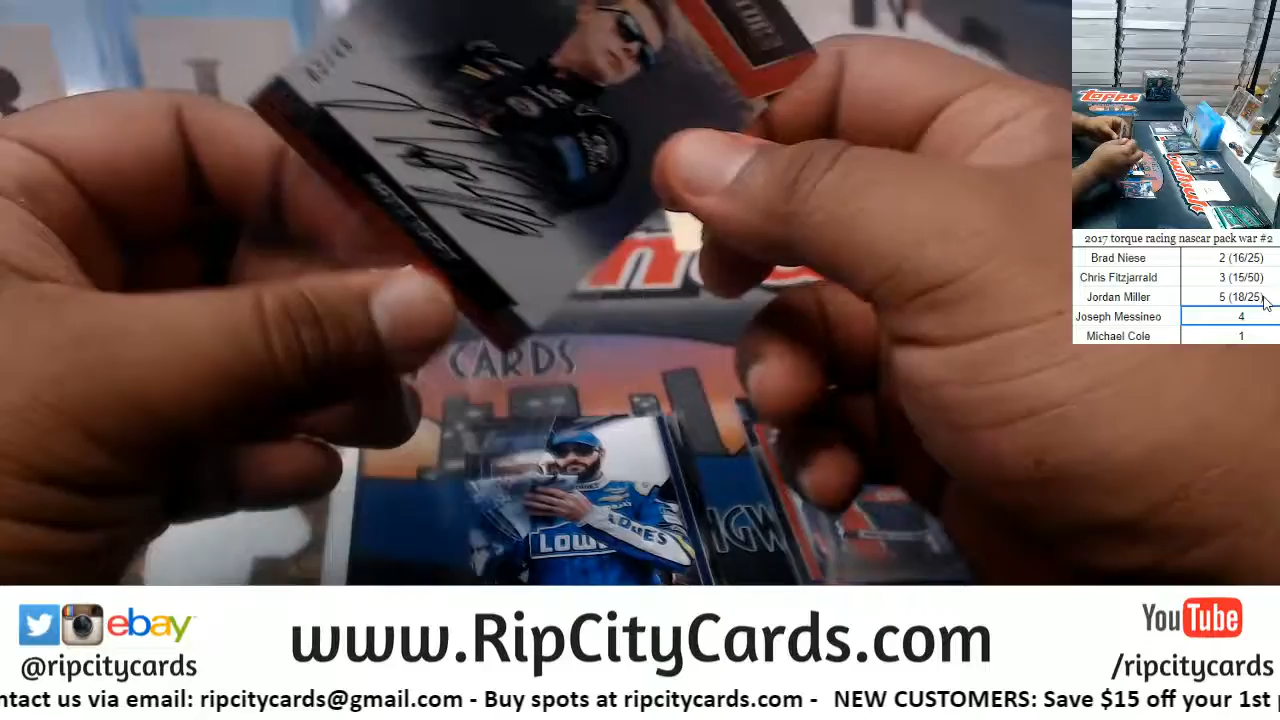 2017 torque racing nascar pack war #2
Brad Niese 2 (16/25)
Chris Fitzjarrald 3 (15/50)
Jordan Miller 5 (18/25)
Joseph Messineo 4
Michael Cole 1
topps
CARDS
LOWE'S
ebay
@ripcitycards
www.RipCityCards.com
YouTube
/ripcitycards
ntact us via email: ripcitycards@gmail.com - Buy spots at ripcitycards.com - NEW CUSTOMERS: Save $15 off your 1st p